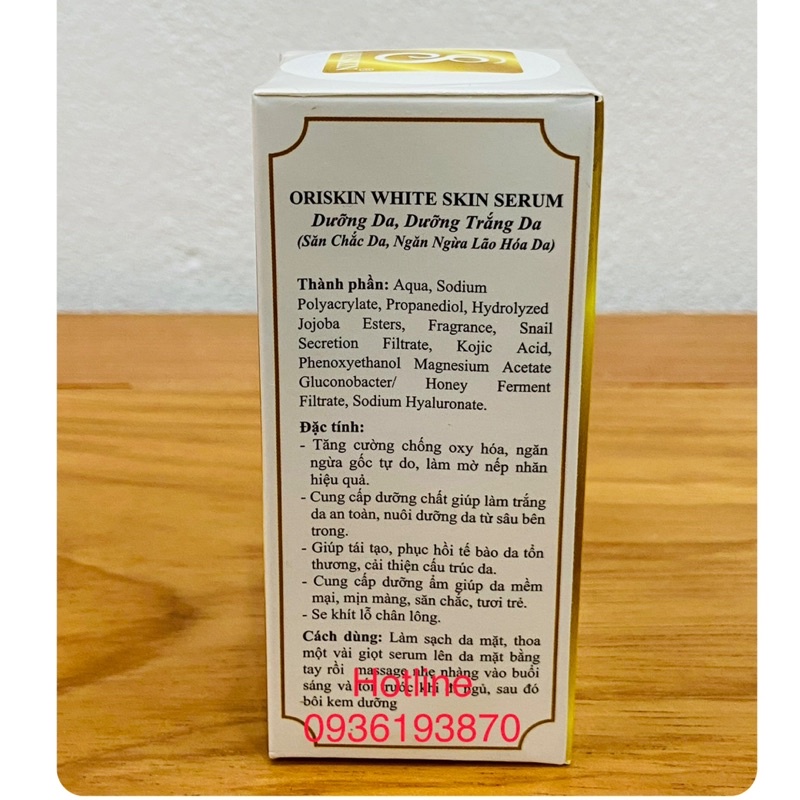 ORISKIN WHITE SKIN SERUM
Dưỡng Da, Dưỡng Trắng Da
(Săn Chắc Da, Ngăn Ngừa Lão Hóa Da)
Thành phần: Aqua, Sodium
Polyacrylate, Propanediol, Hydrolyzed
Jojoba Esters, Fragrance, Snail
Secretion Filtrate, Kojic Acid,
Phenoxyethanol Magnesium Acetate
Gluconobacter/ Honey Ferment
Filtrate, Sodium Hyaluronate.
Đặc tính:
- Tăng cường chống oxy hóa, ngăn
ngừa gốc tự do, làm mờ nếp nhăn
hiệu quả.
- Cung cấp dưỡng chất giúp làm trắng
da an toàn, nuôi dưỡng da từ sâu bên
trong.
- Giúp tái tạo, phục hồi tế bào da tổn
thương, cải thiện cấu trúc da.
- Cung cấp dưỡng ẩm giúp da mềm
mại, mịn màng, săn chắc, tươi trẻ.
- Se khít lỗ chân lông.
Cách dùng: Làm sạch da mặt, thoa
một vài giọt serum lên da mặt bằng
tay rồi massage nhẹ nhàng vào buổi
sáng và tối trước khi đi ngủ, sau đó
bôi kem dưỡng
Hotline
0936193870